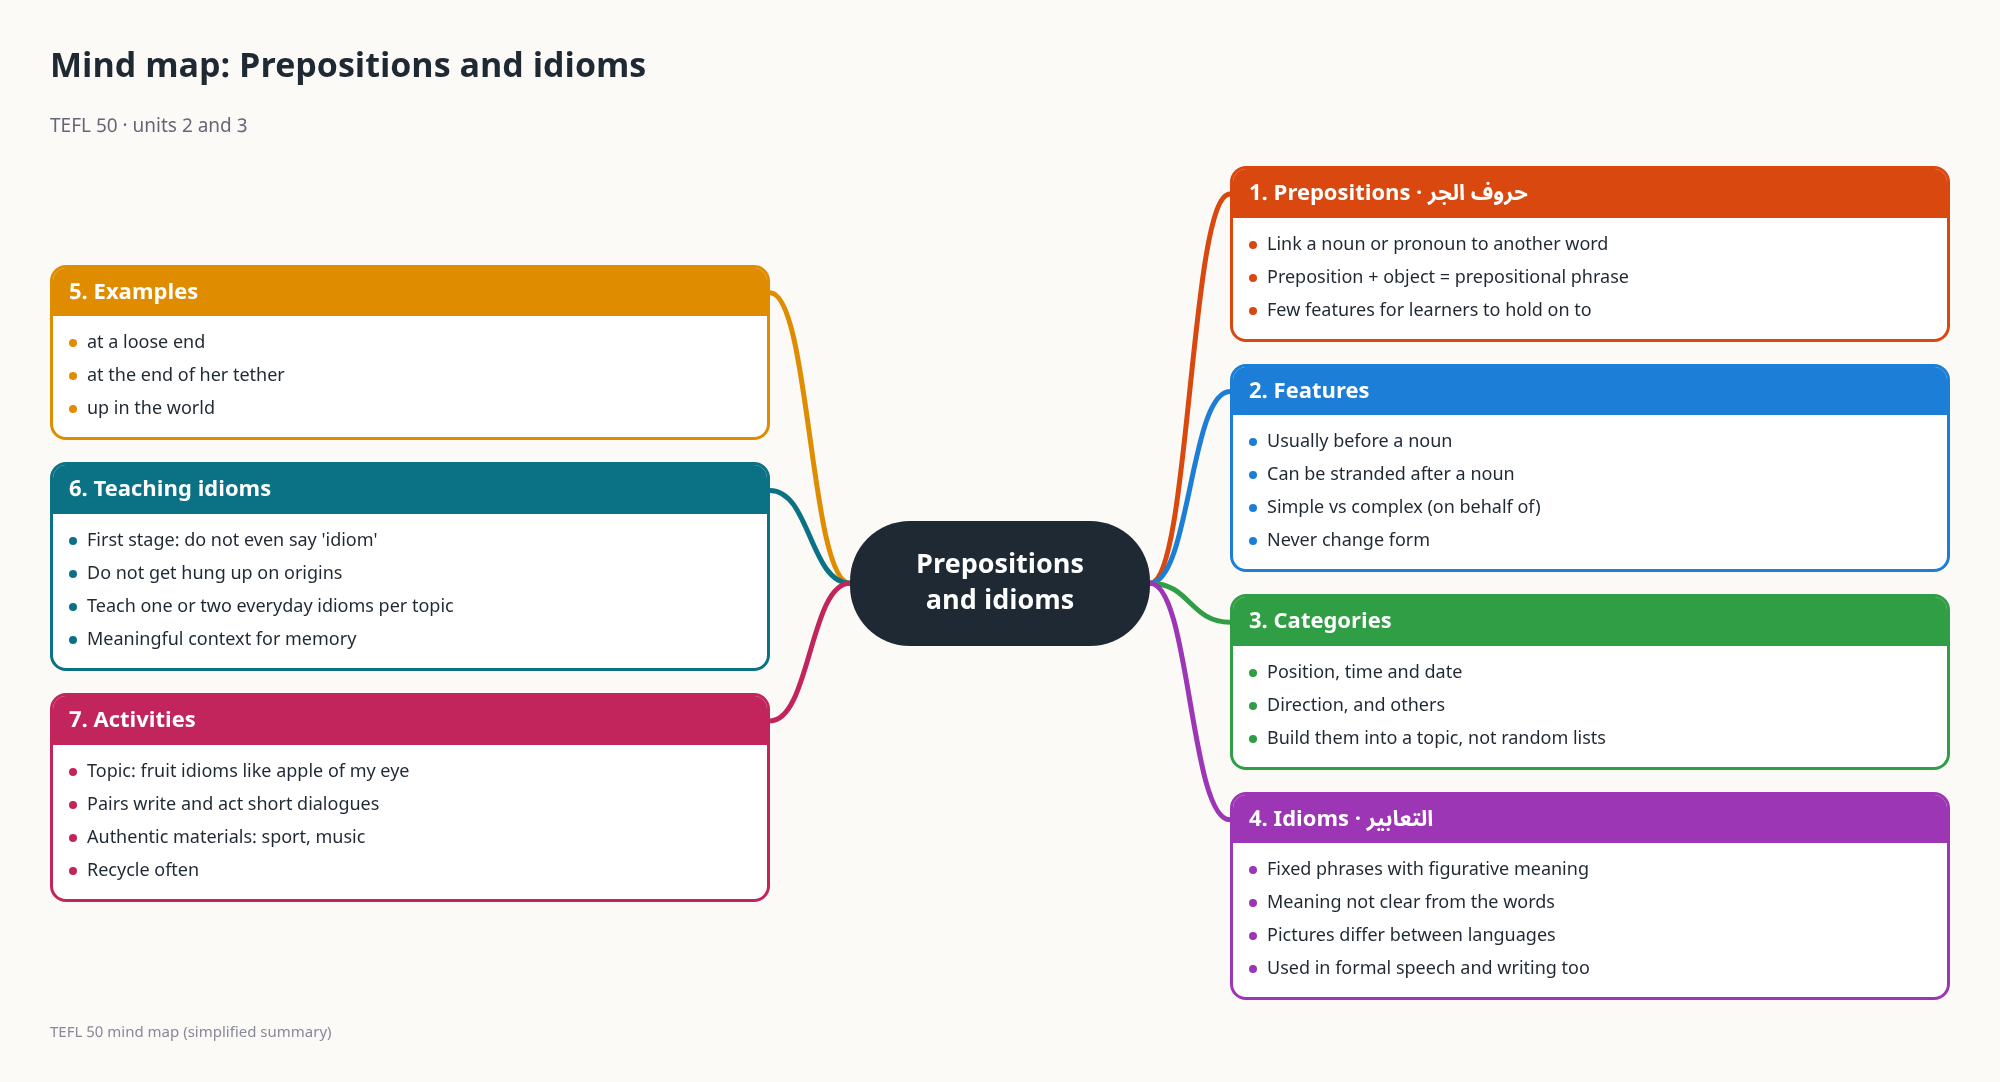 Mind map: Prepositions and idioms
TEFL 50 · units 2 and 3
Prepositions
and idioms
1. Prepositions · حروف الجر
Link a noun or pronoun to another word
Preposition + object = prepositional phrase
Few features for learners to hold on to
2. Features
Usually before a noun
Can be stranded after a noun
Simple vs complex (on behalf of)
Never change form
3. Categories
Position, time and date
Direction, and others
Build them into a topic, not random lists
4. Idioms · التعابير
Fixed phrases with figurative meaning
Meaning not clear from the words
Pictures differ between languages
Used in formal speech and writing too
5. Examples
at a loose end
at the end of her tether
up in the world
6. Teaching idioms
First stage: do not even say 'idiom'
Do not get hung up on origins
Teach one or two everyday idioms per topic
Meaningful context for memory
7. Activities
Topic: fruit idioms like apple of my eye
Pairs write and act short dialogues
Authentic materials: sport, music
Recycle often
TEFL 50 mind map (simplified summary)